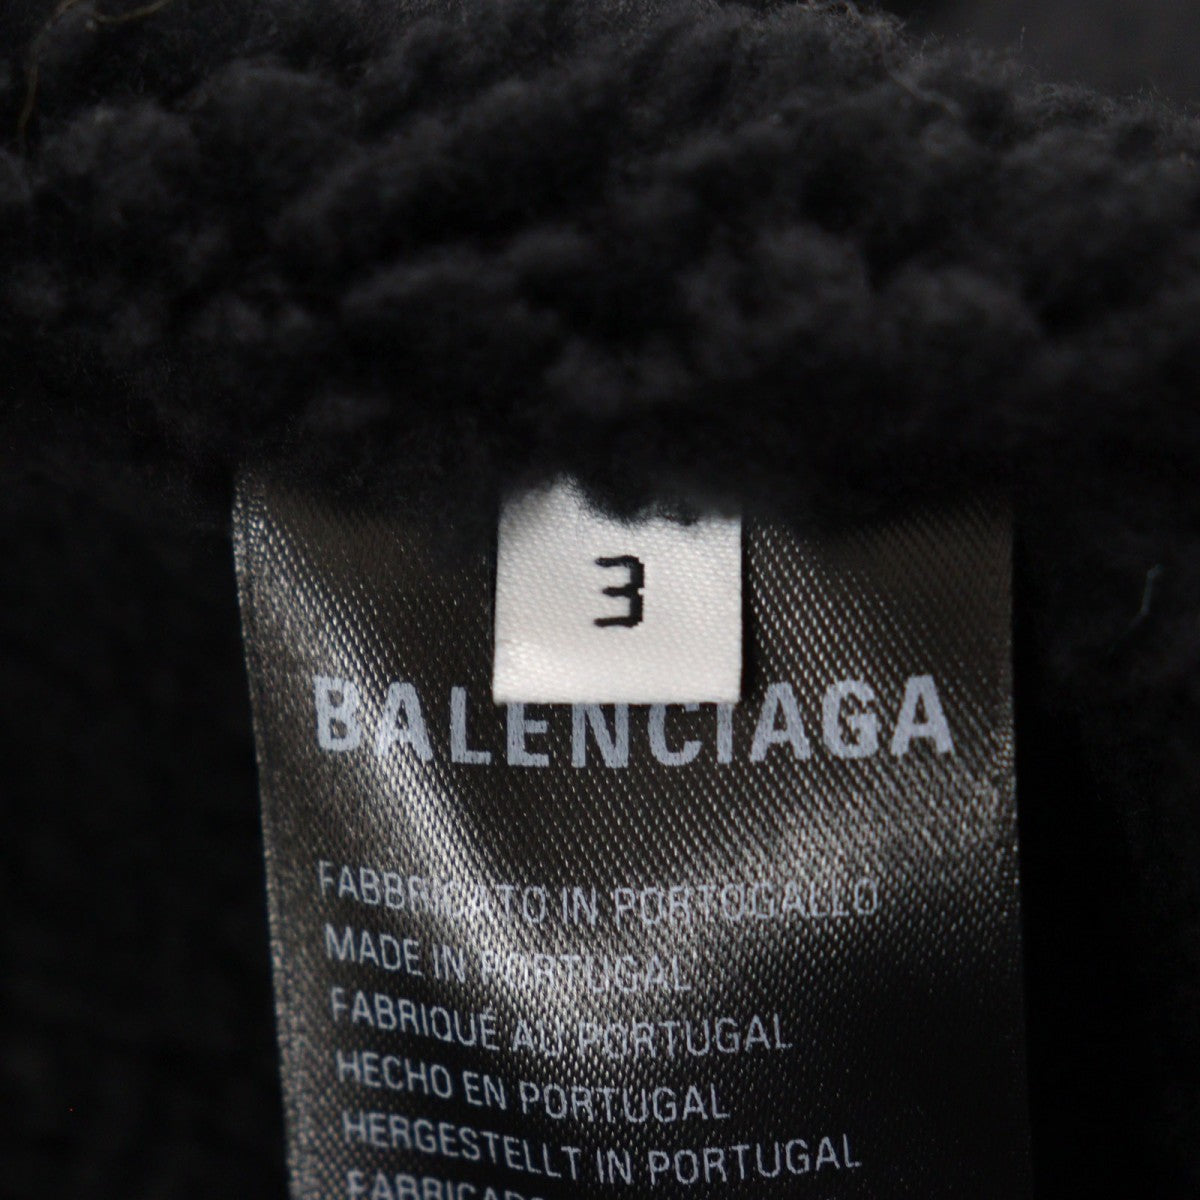 3
BALENCIAGA
FABBRICATO IN PORTOGALLO
MADE IN PORTUGAL
FABRIQUÉ AU PORTUGAL
HECHO EN PORTUGAL
HERGESTELLT IN PORTUGAL